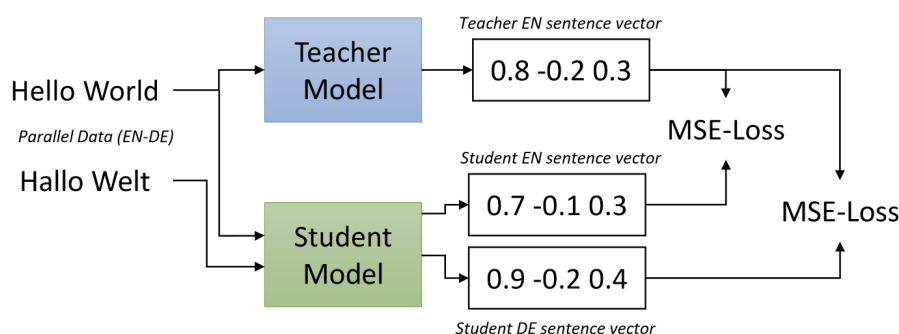 Teacher EN sentence vector
Teacher
Model
0.8 -0.2 0.3
Hello World
Parallel Data (EN-DE)
Hallo Welt
MSE-Loss
Student EN sentence vector
0.7 -0.1 0.3
MSE-Loss
Student
Model
0.9 -0.2 0.4
Student DE sentence vector